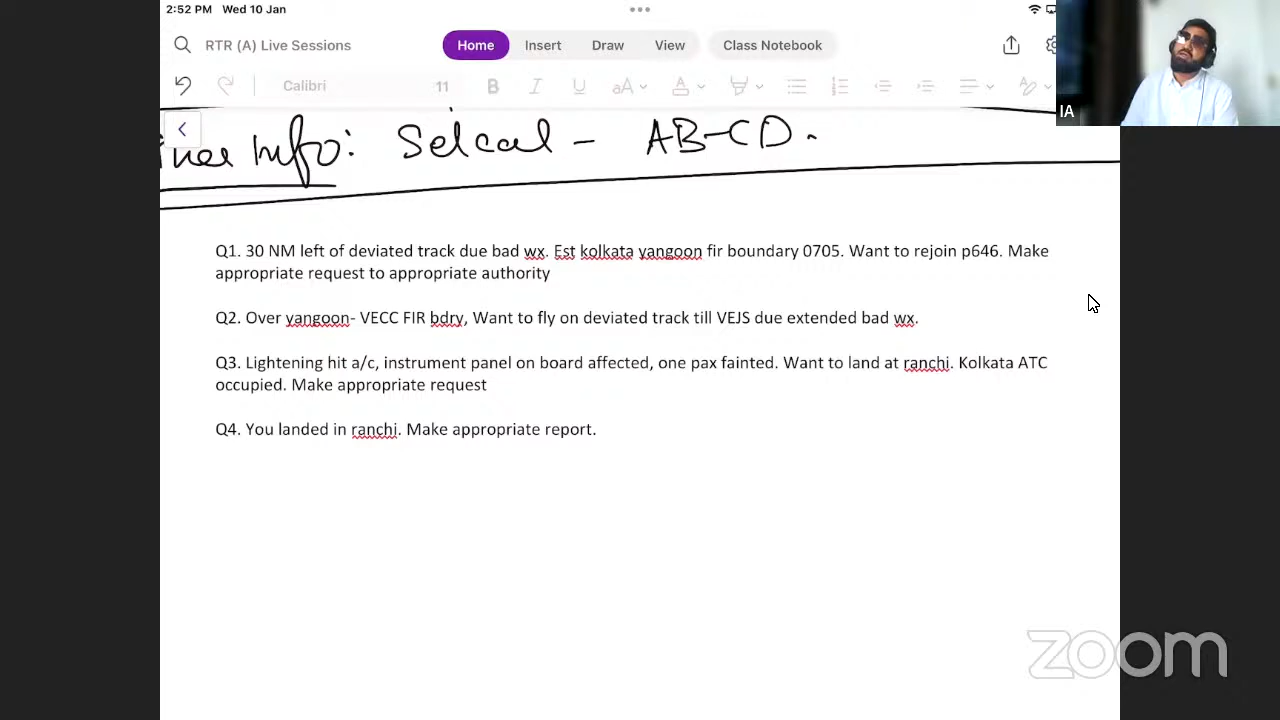 2:52 PM Wed 10 Jan
RTR (A) Live Sessions
Home Insert Draw View Class Notebook
Calibri 11 B I U aA A
Info: Selcal - AB-CD.
IA
Q1. 30 NM left of deviated track due bad wx. Est kolkata yangoon fir boundary 0705. Want to rejoin p646. Make
appropriate request to appropriate authority
Q2. Over yangoon- VECC FIR bdry, Want to fly on deviated track till VEJS due extended bad wx.
Q3. Lightening hit a/c, instrument panel on board affected, one pax fainted. Want to land at ranchi. Kolkata ATC
occupied. Make appropriate request
Q4. You landed in ranchi. Make appropriate report.
zoom